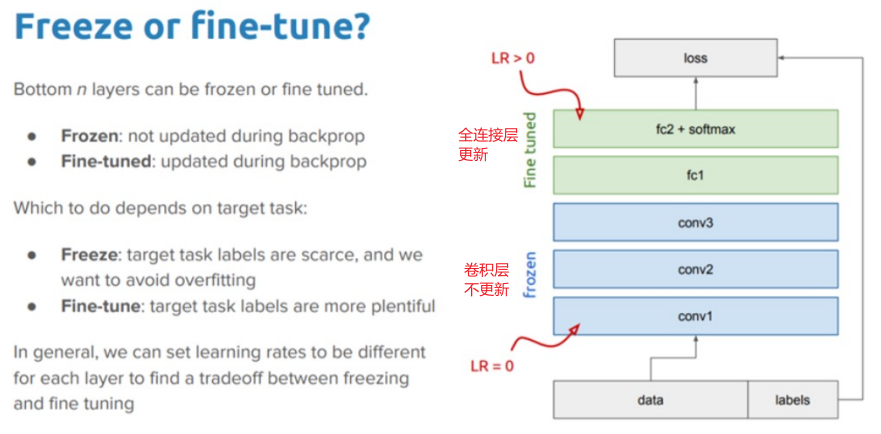 Freeze or fine-tune?
Bottom n layers can be frozen or fine tuned.
● Frozen: not updated during backprop
● Fine-tuned: updated during backprop
Which to do depends on target task:
● Freeze: target task labels are scarce, and we
want to avoid overfitting
● Fine-tune: target task labels are more plentiful
In general, we can set learning rates to be different
for each layer to find a tradeoff between freezing
and fine tuning
loss
LR > 0
fc2 + softmax
全连接层
更新
Fine tuned
fc1
conv3
卷积层
不更新
frozen
conv2
conv1
LR = 0
data
labels